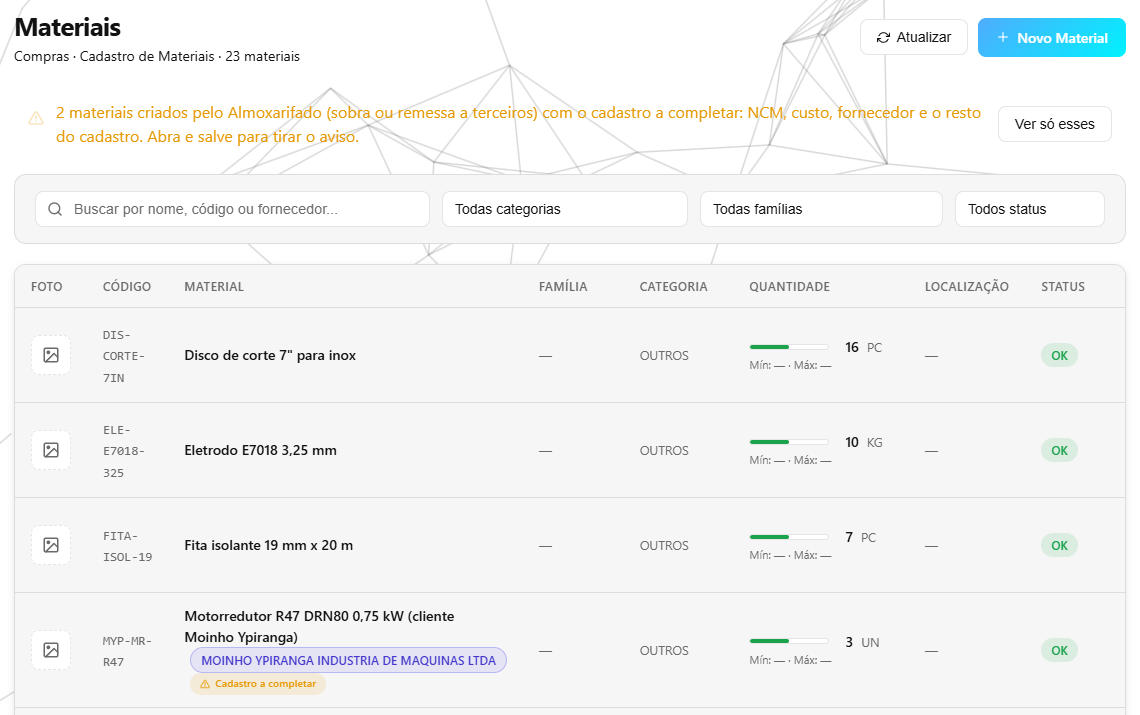 Materiais
Compras · Cadastro de Materiais · 23 materiais
Atualizar
+ Novo Material
2 materiais criados pelo Almoxarifado (sobra ou remessa a terceiros) com o cadastro a completar: NCM, custo, fornecedor e o resto
do cadastro. Abra e salve para tirar o aviso.
Ver só esses
Buscar por nome, código ou fornecedor...
Todas categorias
Todas famílias
Todos status
FOTO CÓDIGO MATERIAL FAMÍLIA CATEGORIA QUANTIDADE LOCALIZAÇÃO STATUS
DIS-
CORTE-
7IN
Disco de corte 7" para inox
—
OUTROS
16 PC
Mín: — · Máx: —
—
OK
ELE-
E7018-
325
Eletrodo E7018 3,25 mm
—
OUTROS
10 KG
Mín: — · Máx: —
—
OK
FITA-
ISOL-19
Fita isolante 19 mm x 20 m
—
OUTROS
7 PC
Mín: — · Máx: —
—
OK
MYP-MR-
R47
Motorredutor R47 DRN80 0,75 kW (cliente
Moinho Ypiranga)
MOINHO YPIRANGA INDUSTRIA DE MAQUINAS LTDA
Cadastro a completar
—
OUTROS
3 UN
Mín: — · Máx: —
—
OK